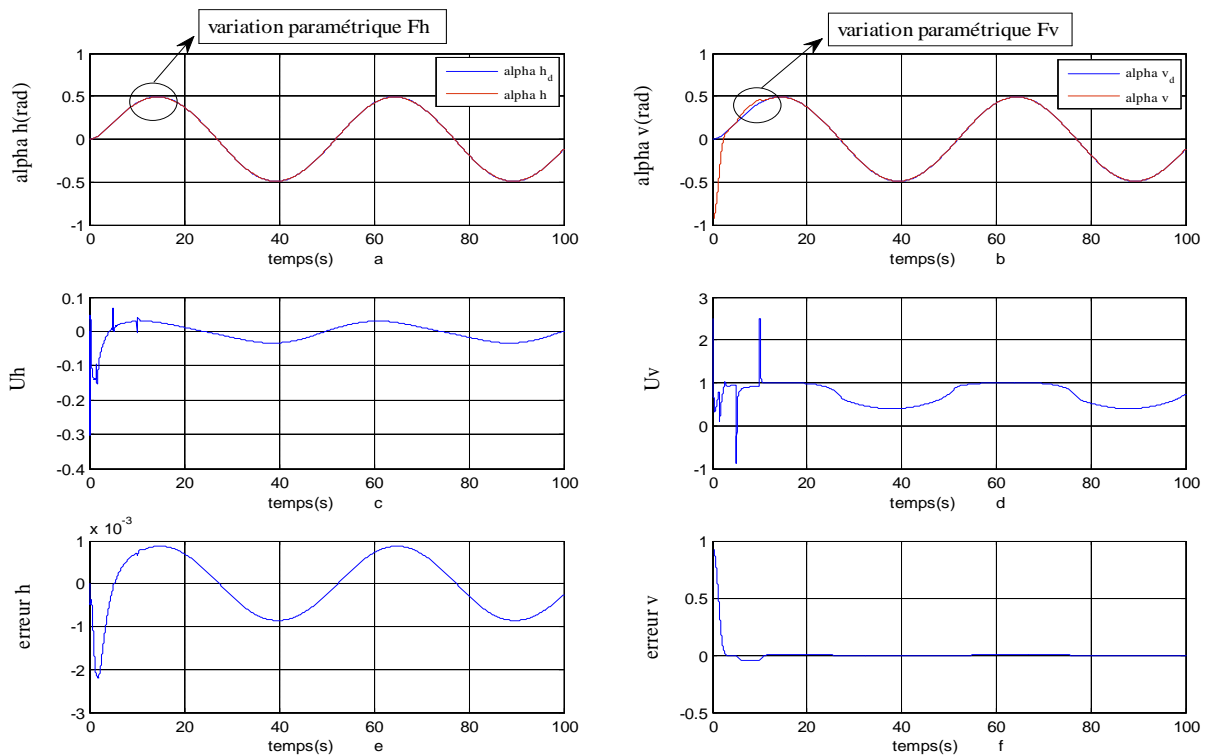 variation paramétrique Fh
variation paramétrique Fv
alpha h(rad)
1
0.5
0
-0.5
-1
alpha h_d
alpha h
0 20 40 60 80 100
temps(s) a
alpha v(rad)
1
0.5
0
-0.5
-1
alpha v_d
alpha v
0 20 40 60 80 100
temps(s) b
Uh
0.1
0
-0.1
-0.2
-0.3
-0.4
0 20 40 60 80 100
temps(s) c
Uv
3
2
1
0
-1
0 20 40 60 80 100
temps(s) d
x 10^-3
erreur h
1
0
-1
-2
-3
0 20 40 60 80 100
temps(s) e
erreur v
1
0.5
0
-0.5
0 20 40 60 80 100
temps(s) f